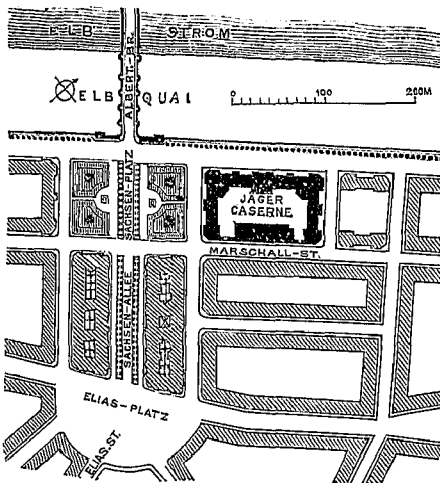 ELB STROM
ALBERT-BR.
ELB QUAI
0 100 200M
SACHSEN-PLATZ
JÄGER
CASERNE
MARSCHALL-ST.
SACHSEN-ALLEE
ELIAS-PLATZ
ELIAS.ST.